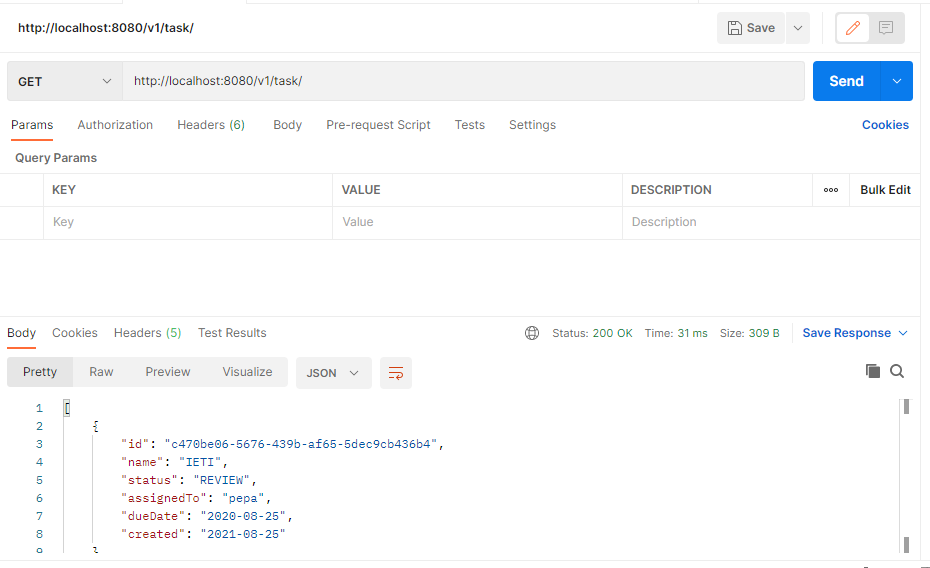 http://localhost:8080/v1/task/ Save
GET http://localhost:8080/v1/task/ Send
Params Authorization Headers (6) Body Pre-request Script Tests Settings Cookies
Query Params
KEY VALUE DESCRIPTION ooo Bulk Edit
Key Value Description
Body Cookies Headers (5) Test Results Status: 200 OK Time: 31 ms Size: 309 B Save Response
Pretty Raw Preview Visualize JSON
1 [
2 {
3 "id": "c470be06-5676-439b-af65-5dec9cb436b4",
4 "name": "IETI",
5 "status": "REVIEW",
6 "assignedTo": "pepa",
7 "dueDate": "2020-08-25",
8 "created": "2021-08-25"
9 }